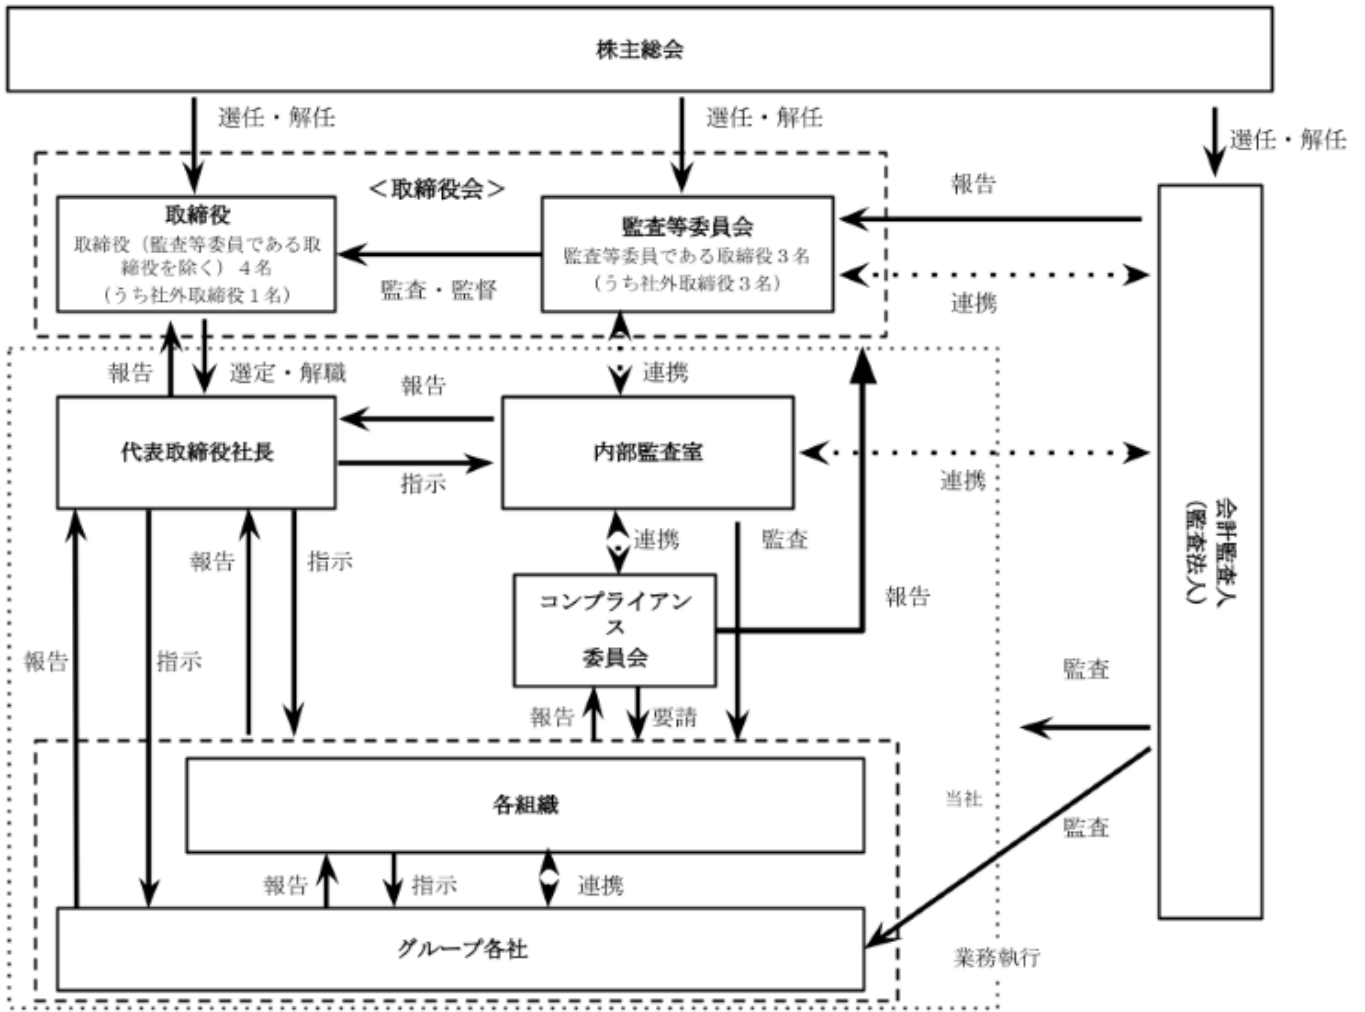 株主総会
選任・解任
選任・解任
選任・解任
＜取締役会＞
報告
取締役
取締役（監査等委員である取
締役を除く）４名
（うち社外取締役１名）
監査等委員会
監査等委員である取締役３名
（うち社外取締役３名）
監査・監督
連携
報告
選定・解職
報告
連携
代表取締役社長
内部監査室
指示
連携
会計監査人
（監査法人）
報告
指示
連携
監査
コンプライアン
ス
委員会
報告
報告
指示
監査
報告
要請
各組織
当社
監査
報告
指示
連携
グループ各社
業務執行